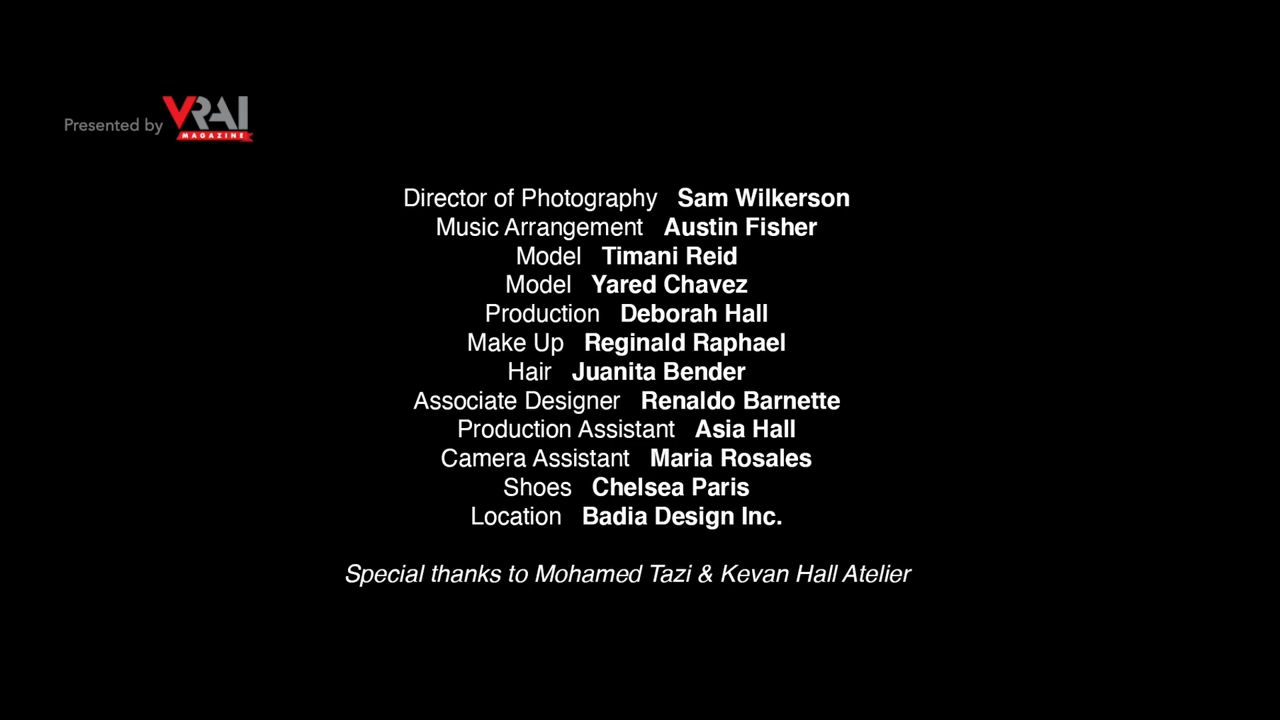 Presented by VRAI
MAGAZINE
Director of Photography Sam Wilkerson
Music Arrangement Austin Fisher
Model Timani Reid
Model Yared Chavez
Production Deborah Hall
Make Up Reginald Raphael
Hair Juanita Bender
Associate Designer Renaldo Barnette
Production Assistant Asia Hall
Camera Assistant Maria Rosales
Shoes Chelsea Paris
Location Badia Design Inc.
Special thanks to Mohamed Tazi & Kevan Hall Atelier